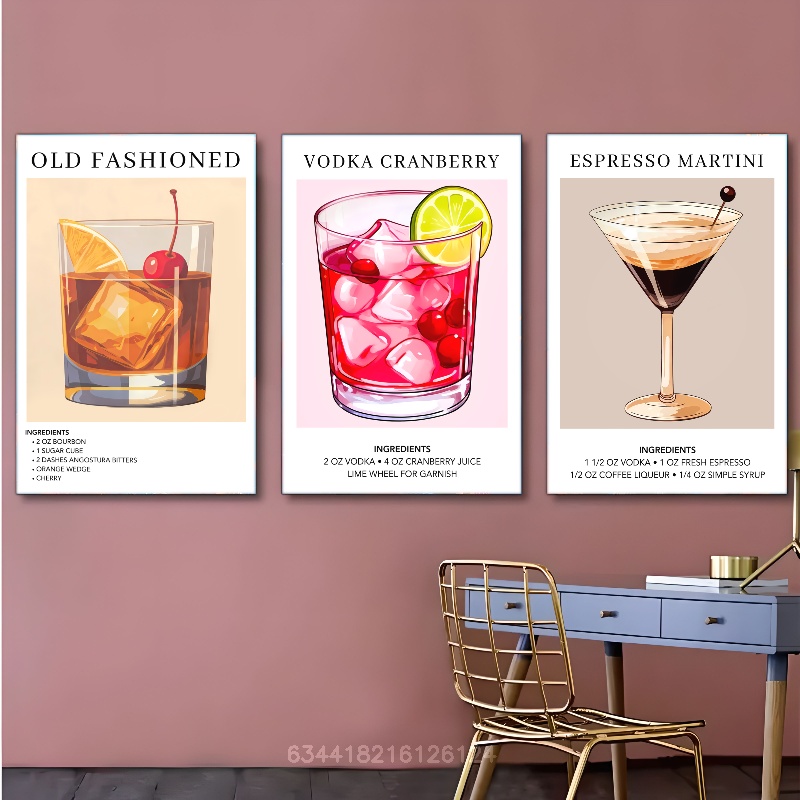 OLD FASHIONED
INGREDIENTS
• 2 OZ BOURBON
• 1 SUGAR CUBE
• 2 DASHES ANGOSTURA BITTERS
• ORANGE WEDGE
• CHERRY
VODKA CRANBERRY
INGREDIENTS
2 OZ VODKA • 4 OZ CRANBERRY JUICE
LIME WHEEL FOR GARNISH
ESPRESSO MARTINI
INGREDIENTS
1 1/2 OZ VODKA • 1 OZ FRESH ESPRESSO
1/2 OZ COFFEE LIQUEUR • 1/4 OZ SIMPLE SYRUP